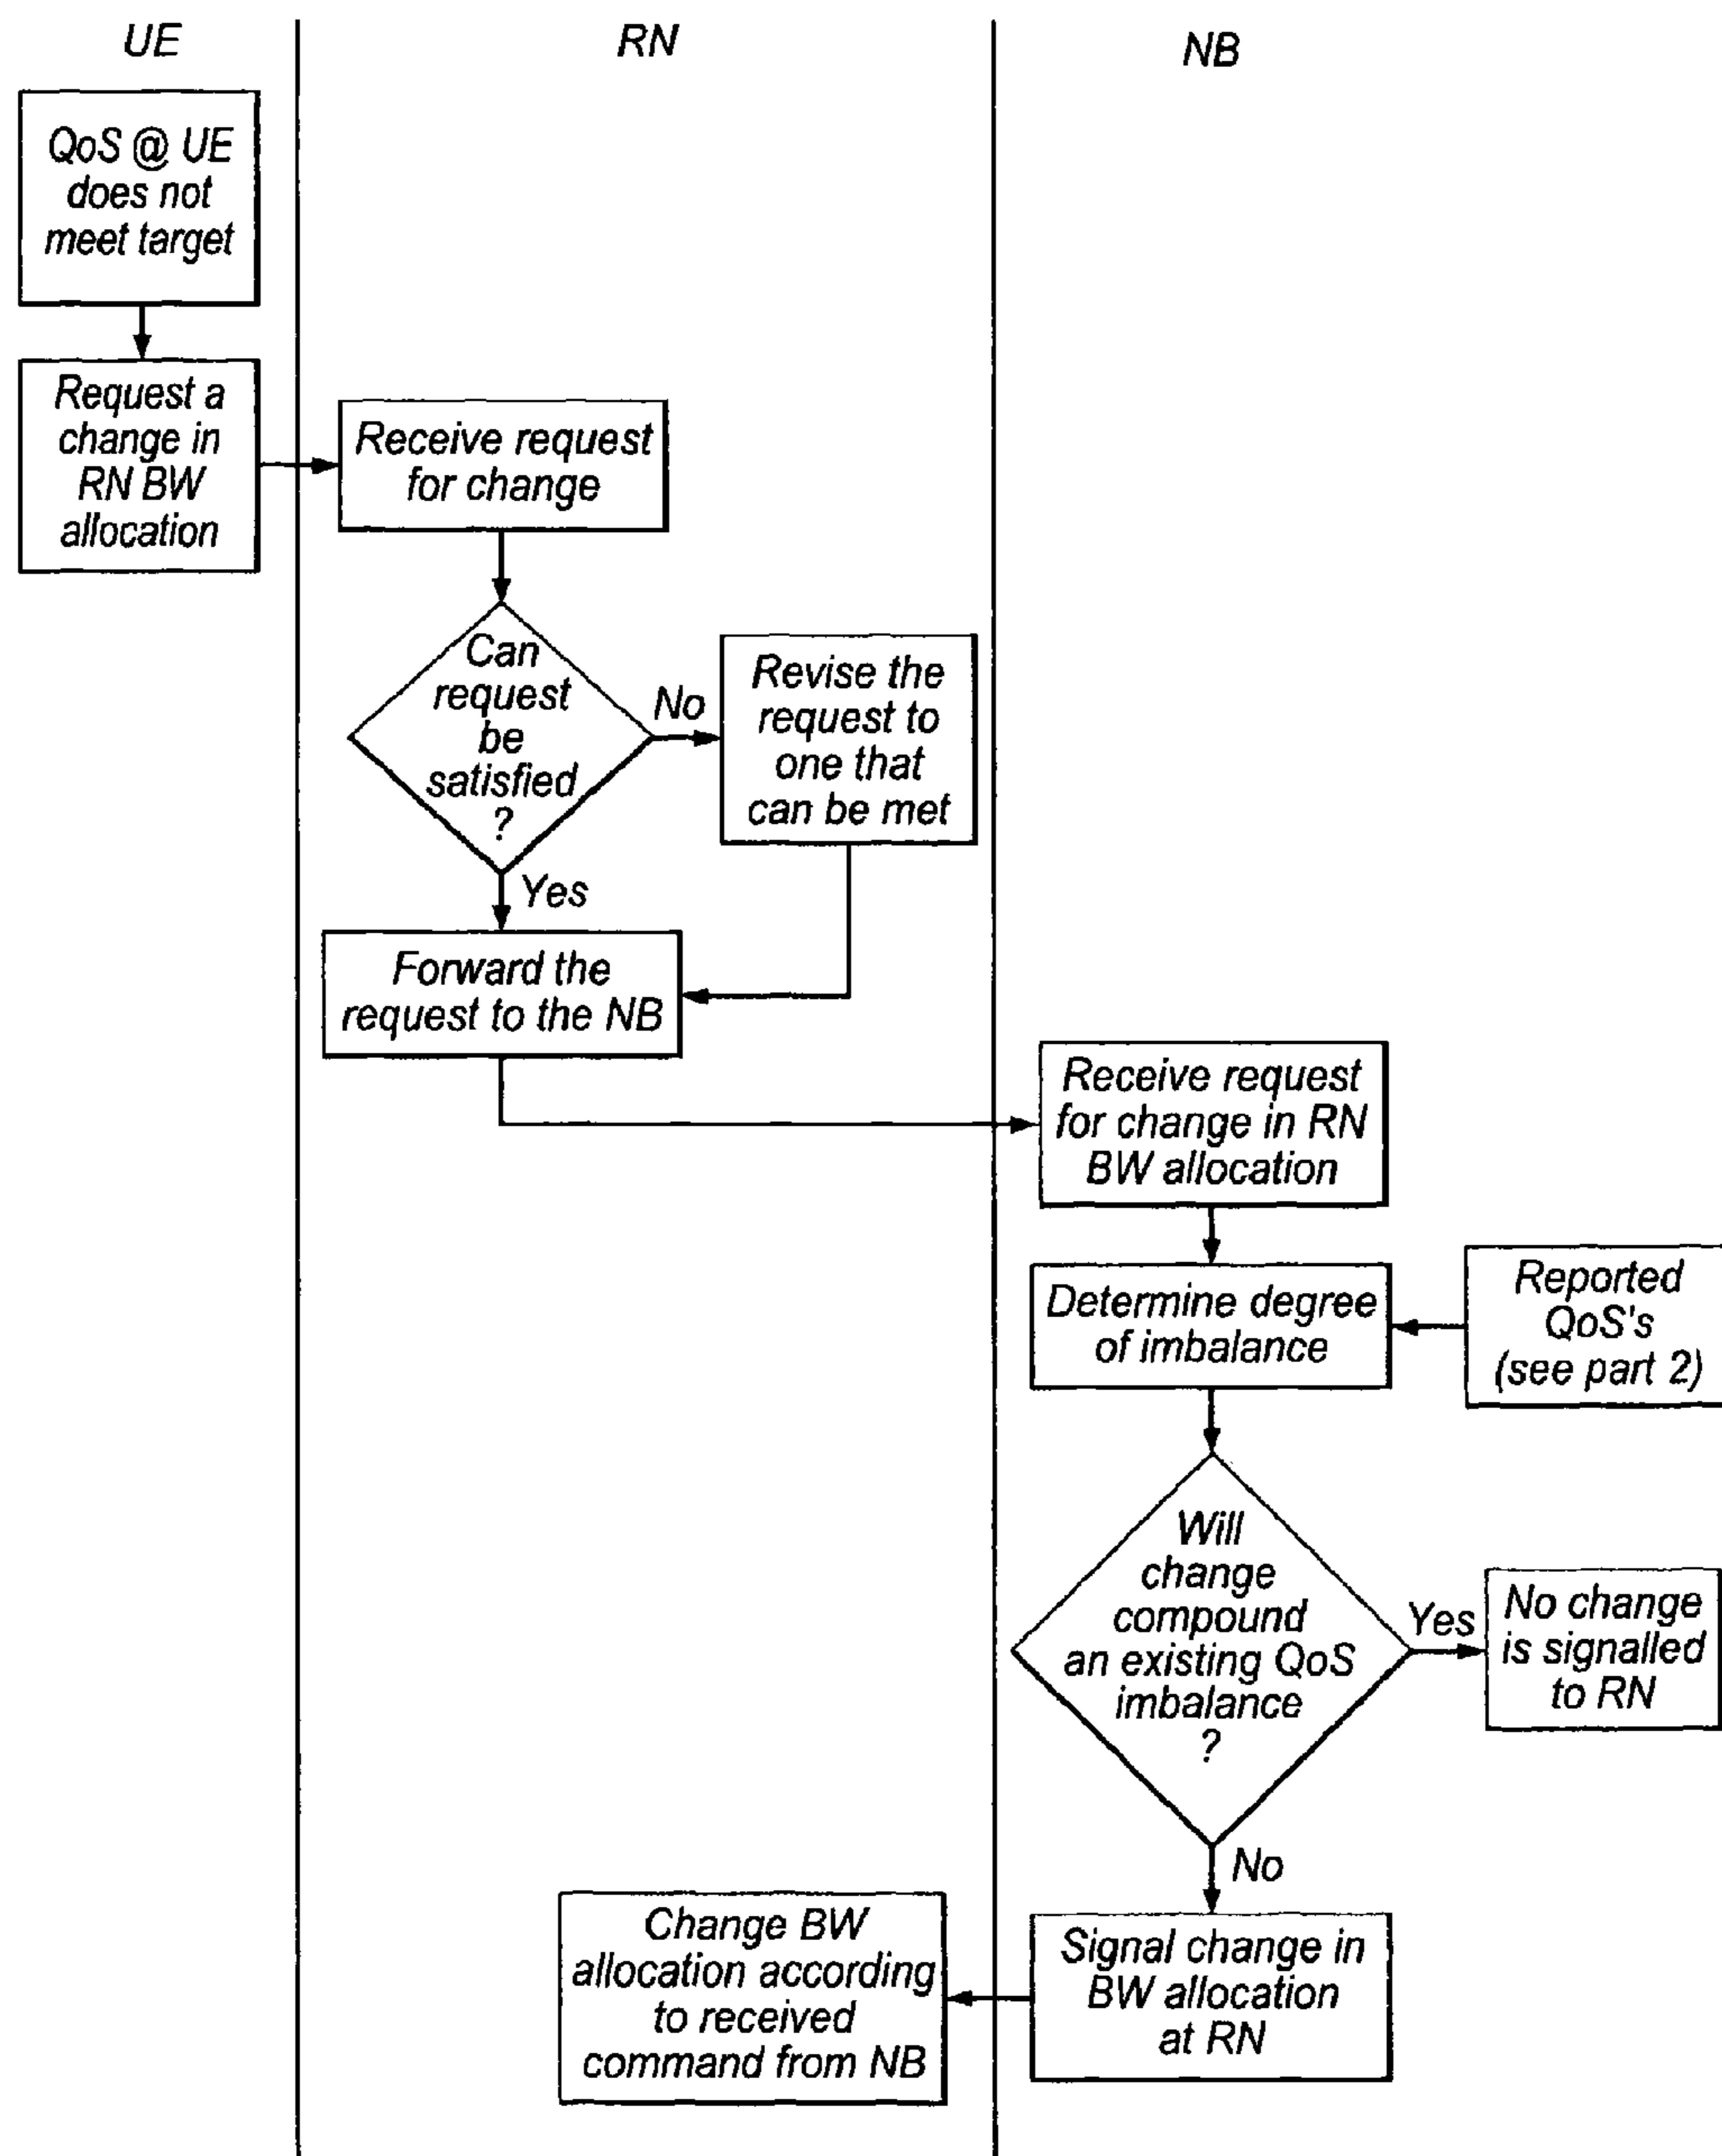 UE
RN
NB
QoS @ UE
does not
meet target
Request a
change in
RN BW
allocation
Receive request
for change
Can
request
be
satisfied
?
No
Revise the
request to
one that
can be met
Yes
Forward the
request to the NB
Receive request
for change in RN
BW allocation
Determine degree
of imbalance
Reported
QoS's
(see part 2)
Will
change
compound
an existing QoS
imbalance
?
Yes
No change
is signalled
to RN
No
Signal change in
BW allocation
at RN
Change BW
allocation according
to received
command from NB